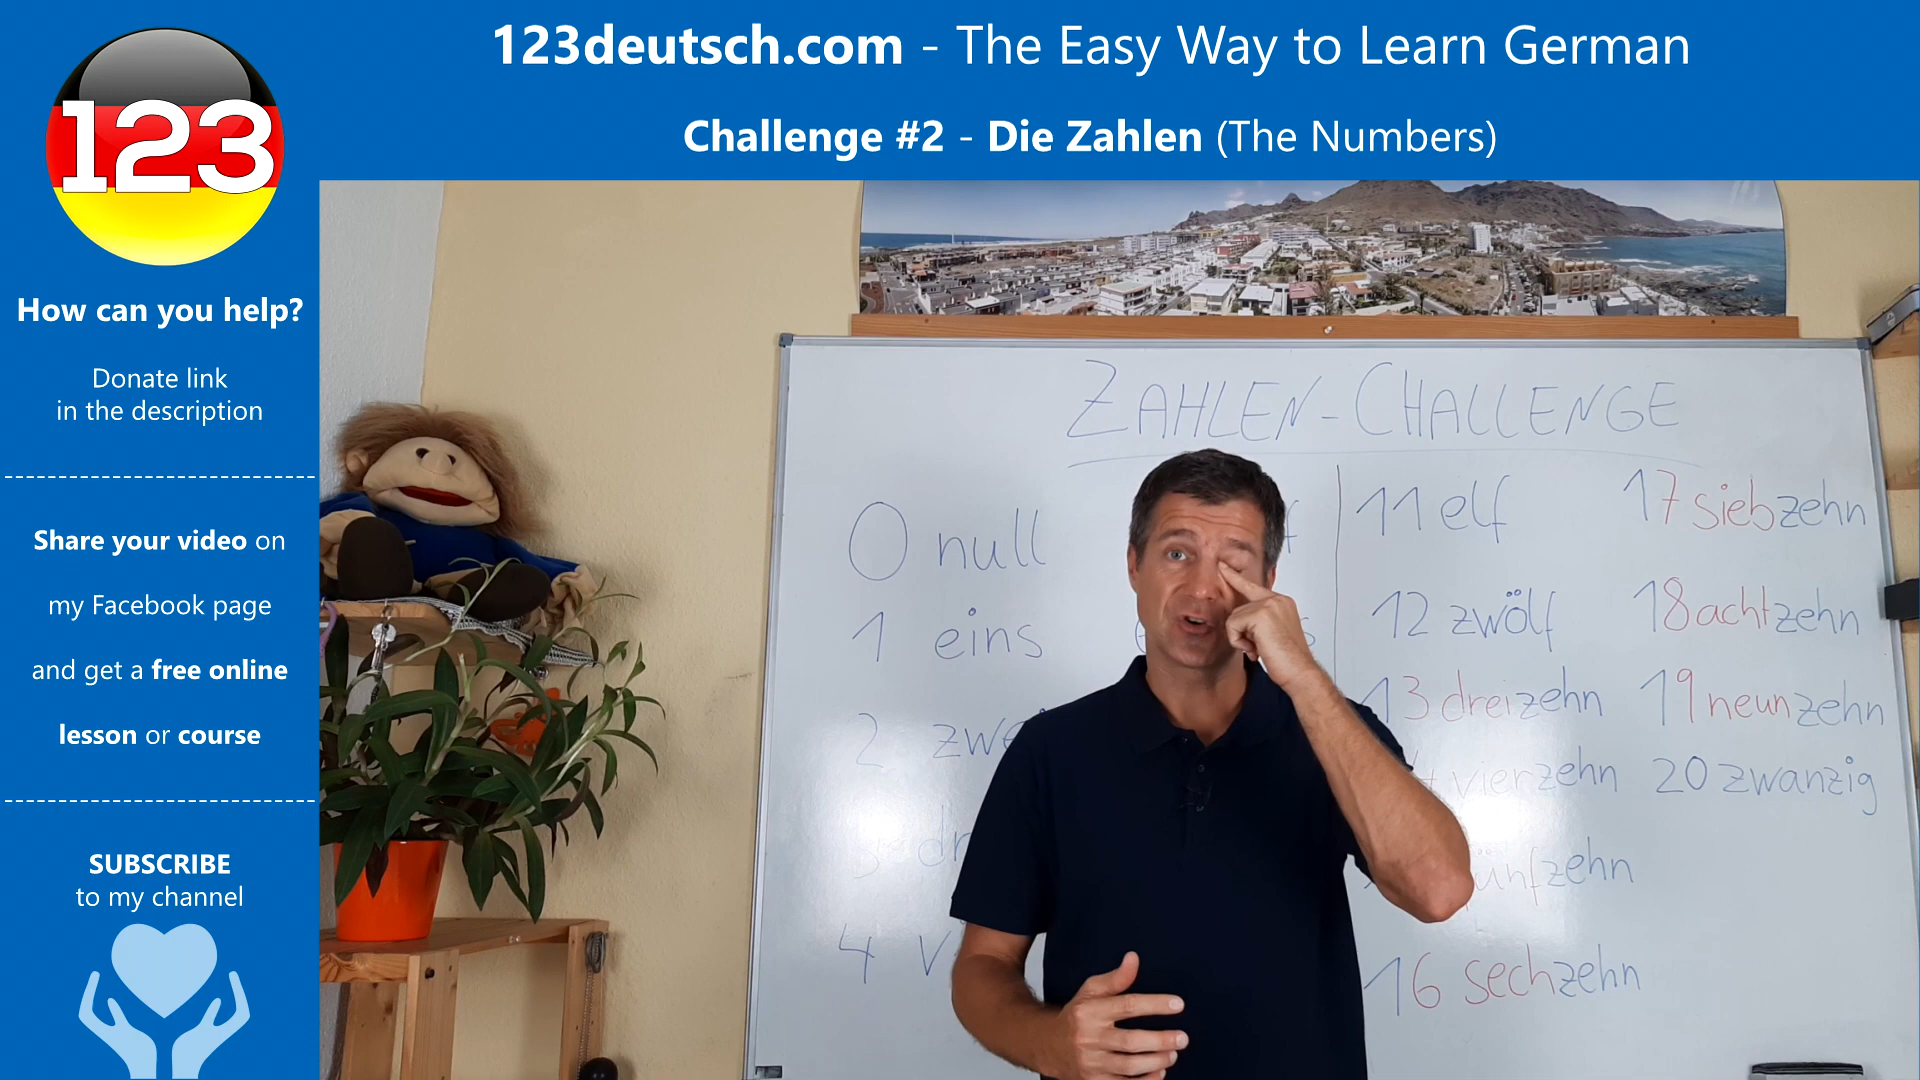 123deutsch.com - The Easy Way to Learn German
Challenge #2 - Die Zahlen (The Numbers)
123
How can you help?
Donate link
in the description
Share your video on
my Facebook page
and get a free online
lesson or course
SUBSCRIBE
to my channel
ZAHLEN-CHALLENGE
0 null
1 eins
2
4
11 elf
12 zwölf
13 dreizehn
vierzehn
16 sechzehn
17 siebzehn
18 achtzehn
19 neunzehn
20 zwanzig